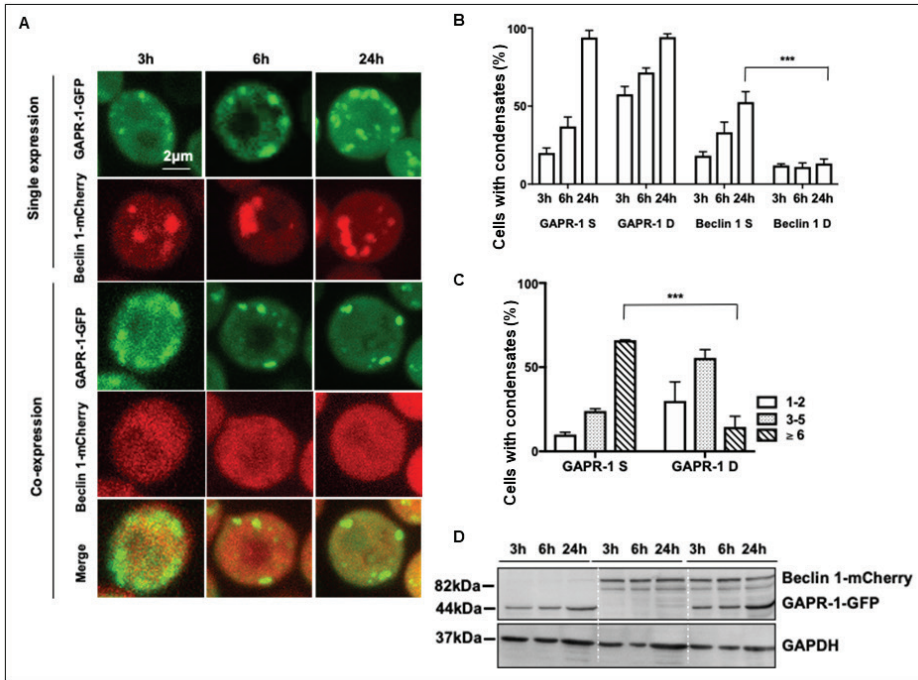 A
3h 6h 24h
Single expression
GAPR-1-GFP
2μm
Beclin 1-mCherry
Co-expression
GAPR-1-GFP
Beclin 1-mCherry
Merge
B
Cells with condensates (%)
100
50
0
***
3h 6h 24h 3h 6h 24h 3h 6h 24h 3h 6h 24h
GAPR-1 S GAPR-1 D Beclin 1 S Beclin 1 D
C
Cells with condensates (%)
100
50
0
***
1-2
3-5
≥ 6
GAPR-1 S GAPR-1 D
D
3h 6h 24h 3h 6h 24h 3h 6h 24h
82kDa
Beclin 1-mCherry
44kDa
GAPR-1-GFP
37kDa
GAPDH